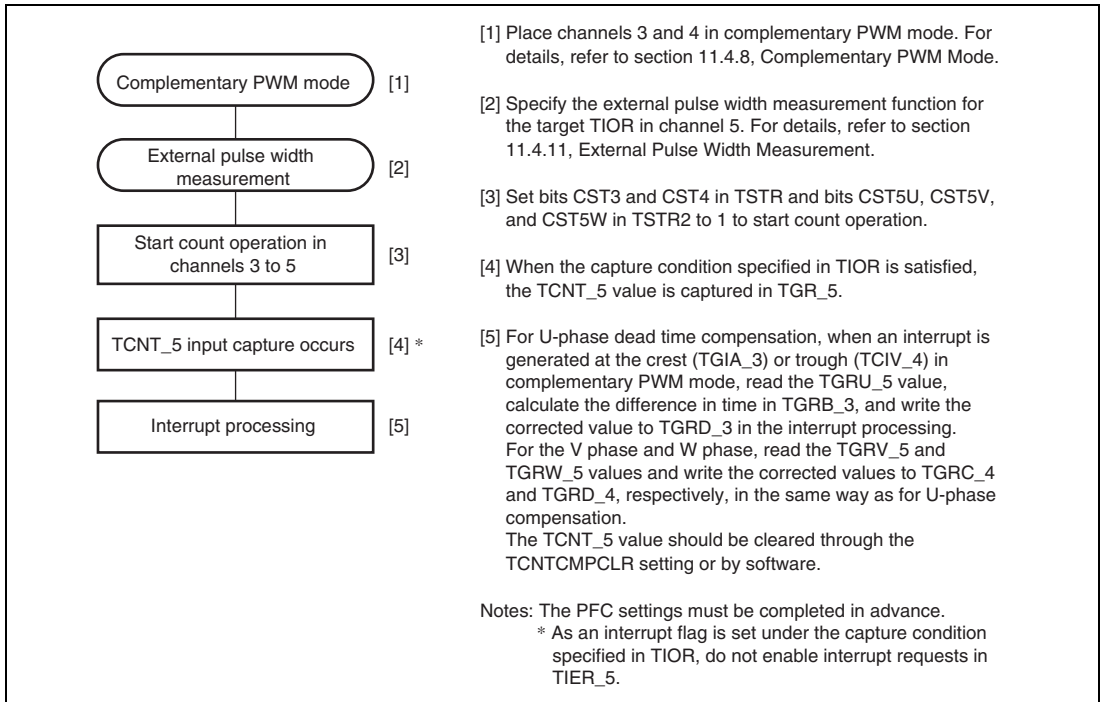 Complementary PWM mode [1]
External pulse width
measurement
[2]
Start count operation in
channels 3 to 5
[3]
TCNT_5 input capture occurs [4] *
Interrupt processing [5]
[1] Place channels 3 and 4 in complementary PWM mode. For
details, refer to section 11.4.8, Complementary PWM Mode.
[2] Specify the external pulse width measurement function for
the target TIOR in channel 5. For details, refer to section
11.4.11, External Pulse Width Measurement.
[3] Set bits CST3 and CST4 in TSTR and bits CST5U, CST5V,
and CST5W in TSTR2 to 1 to start count operation.
[4] When the capture condition specified in TIOR is satisfied,
the TCNT_5 value is captured in TGR_5.
[5] For U-phase dead time compensation, when an interrupt is
generated at the crest (TGIA_3) or trough (TCIV_4) in
complementary PWM mode, read the TGRU_5 value,
calculate the difference in time in TGRB_3, and write the
corrected value to TGRD_3 in the interrupt processing.
For the V phase and W phase, read the TGRV_5 and
TGRW_5 values and write the corrected values to TGRC_4
and TGRD_4, respectively, in the same way as for U-phase
compensation.
The TCNT_5 value should be cleared through the
TCNTCMPCLR setting or by software.
Notes: The PFC settings must be completed in advance.
* As an interrupt flag is set under the capture condition
specified in TIOR, do not enable interrupt requests in
TIER_5.